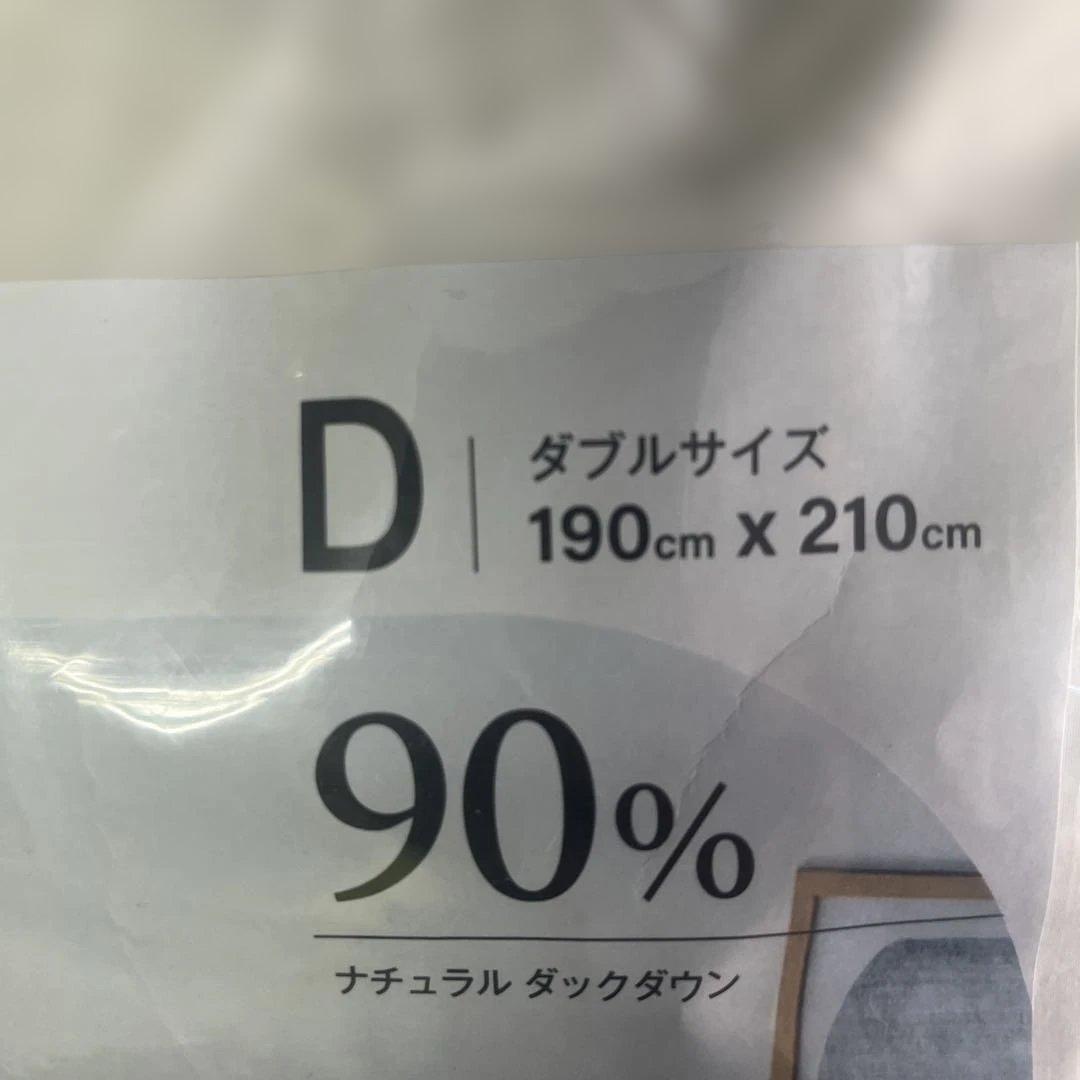 D
ダブルサイズ
190cm x 210cm
90%
ナチュラル ダックダウン